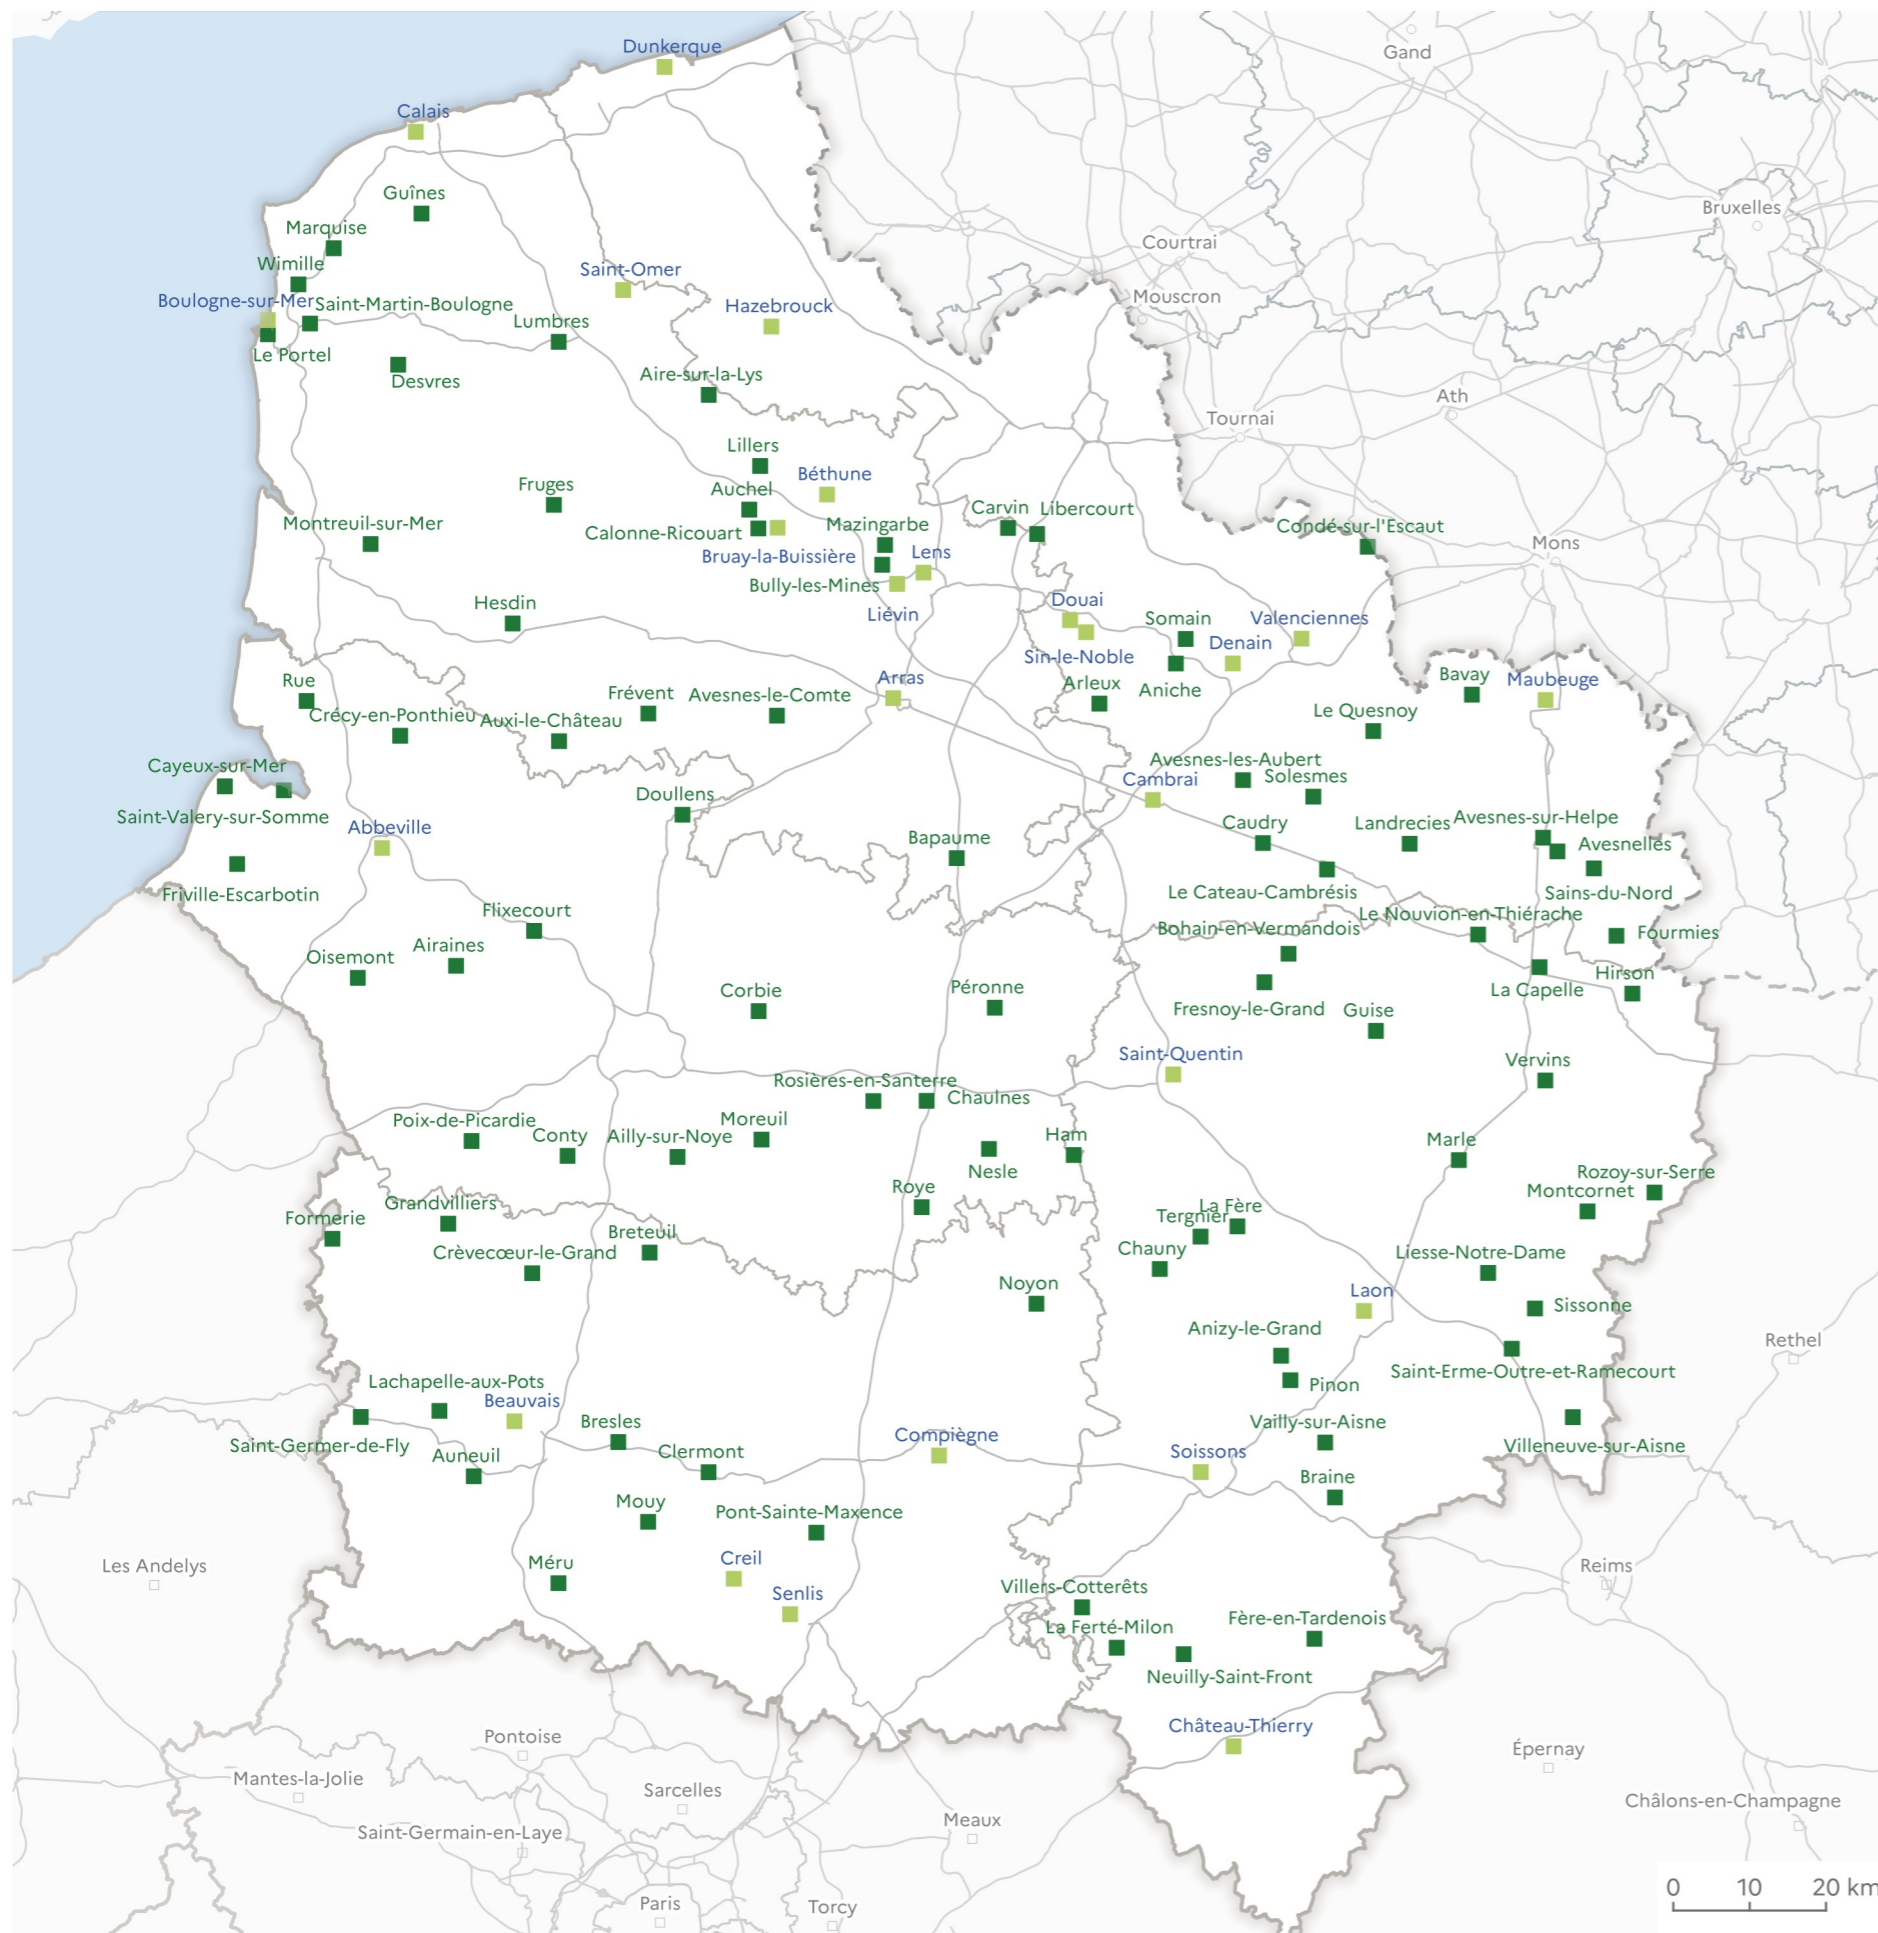 Dunkerque
Gand
Calais
Guînes
Bruxelles
Marquise
Courtrai
Wimille
Saint-Omer
Mouscron
Boulogne-sur-Mer
Saint-Martin-Boulogne
Hazebrouck
Lumbres
Le Portel
Desvres
Aire-sur-la-Lys
Ath
Tournai
Lillers
Béthune
Fruges
Auchel
Carvin
Libercourt
Montreuil-sur-Mer
Calonne-Ricouart
Mazingarbe
Condé-sur-l'Escaut
Mons
Bruay-la-Buissière
Lens
Bully-les-Mines
Hesdin
Liévin
Douai
Somain
Valenciennes
Denain
Sin-le-Noble
Rue
Frévent
Avesnes-le-Comte
Arras
Arleux
Aniche
Bavay
Maubeuge
Crécy-en-Ponthieu
Auxi-le-Château
Le Quesnoy
Cayeux-sur-Mer
Avesnes-les-Aubert
Cambrai
Solesmes
Doullens
Saint-Valery-sur-Somme
Abbeville
Bapaume
Caudry
Landrecies
Avesnes-sur-Helpe
Avesnelles
Friville-Escarbotin
Le Cateau-Cambrésis
Sains-du-Nord
Flixecourt
Le Nouvion-en-Thiérache
Bohain-en-Vermandois
Fourmies
Oisemont
Airaines
Hirson
Corbie
Péronne
La Capelle
Fresnoy-le-Grand
Guise
Saint-Quentin
Vervins
Rosières-en-Santerre
Chaulnes
Poix-de-Picardie
Conty
Ailly-sur-Noye
Moreuil
Ham
Marle
Nesle
Rozoy-sur-Serre
Roye
Montcornet
Grandvilliers
Formerie
La Fère
Tergnier
Breteuil
Crèvecœur-le-Grand
Chauny
Liesse-Notre-Dame
Noyon
Laon
Sissonne
Anizy-le-Grand
Rethel
Saint-Erme-Outre-et-Ramecourt
Lachapelle-aux-Pots
Pinon
Beauvais
Bresles
Vailly-sur-Aisne
Compiègne
Saint-Germer-de-Fly
Auneuil
Clermont
Soissons
Villeneuve-sur-Aisne
Braine
Mouy
Pont-Sainte-Maxence
Méru
Creil
Les Andelys
Reims
Senlis
Villers-Cotterêts
La Ferté-Milon
Fère-en-Tardenois
Neuilly-Saint-Front
Château-Thierry
Pontoise
Épernay
Mantes-la-Jolie
Sarcelles
Châlons-en-Champagne
Saint-Germain-en-Laye
Meaux
Paris
Torcy
0 10 20 km